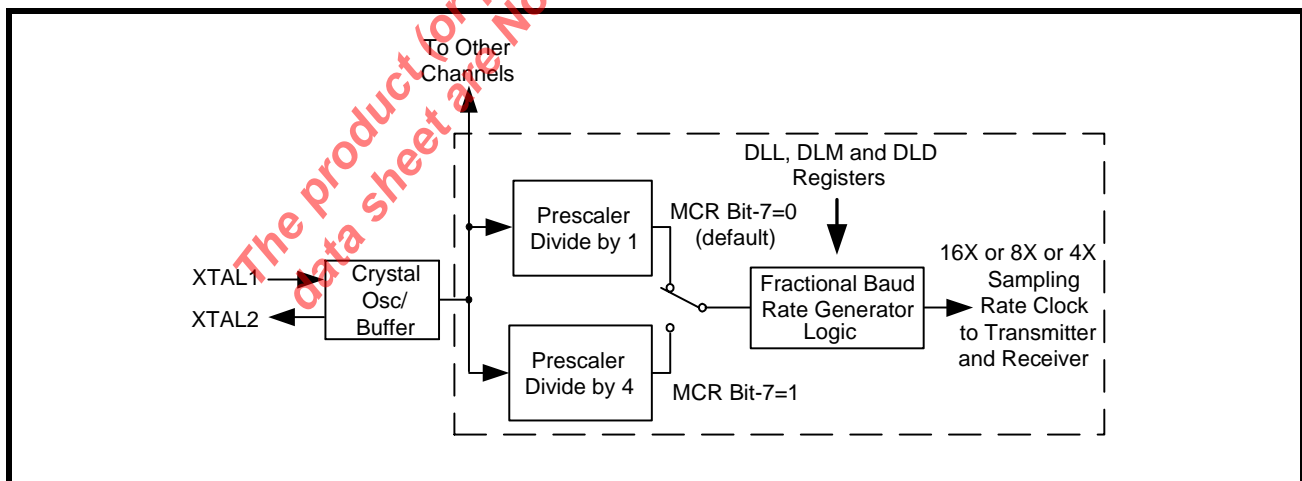 To Other
Channels
DLL, DLM and DLD
Registers
Prescaler
Divide by 1
MCR Bit-7=0
(default)
16X or 8X or 4X
Sampling
Rate Clock
to Transmitter
and Receiver
XTAL1
XTAL2
Crystal
Osc/
Buffer
Fractional Baud
Rate Generator
Logic
Prescaler
Divide by 4
MCR Bit-7=1
The product (or
data sheet are No